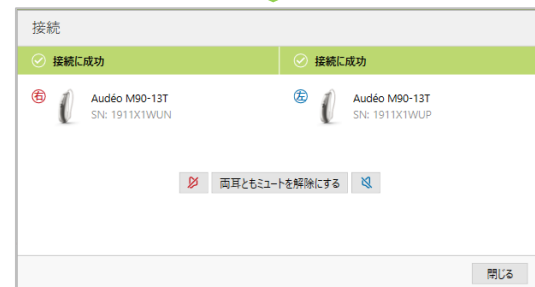 接続
接続に成功
接続に成功
右
Audéo M90-13T
SN: 1911X1WUN
左
Audéo M90-13T
SN: 1911X1WUP
両耳ともミュートを解除にする
閉じる